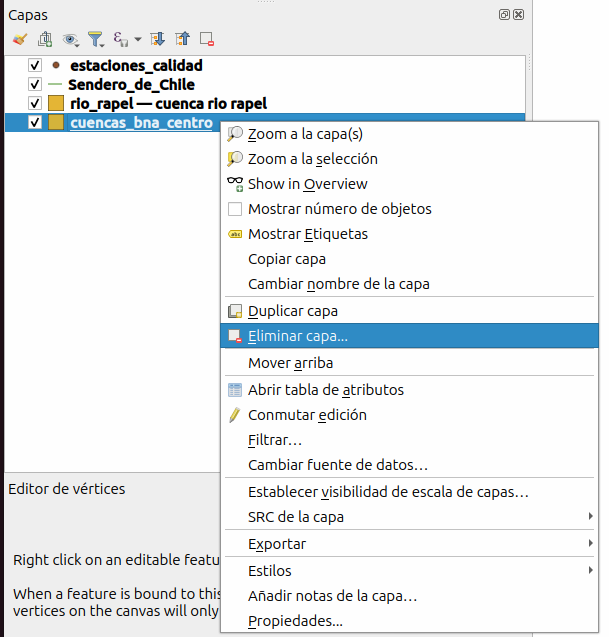 Capas
estaciones_calidad
Sendero_de_Chile
rio_rapel — cuenca rio rapel
cuencas_bna_centro
Zoom a la capa(s)
Zoom a la selección
Show in Overview
Mostrar número de objetos
abc Mostrar Etiquetas
Copiar capa
Cambiar nombre de la capa
Duplicar capa
Eliminar capa...
Mover arriba
Abrir tabla de atributos
Conmutar edición
Filtrar…
Cambiar fuente de datos…
Establecer visibilidad de escala de capas…
SRC de la capa
Exportar
Estilos
Añadir notas de la capa…
Propiedades...
Editor de vértices
Right click on an editable featu
When a feature is bound to this
vertices on the canvas will only